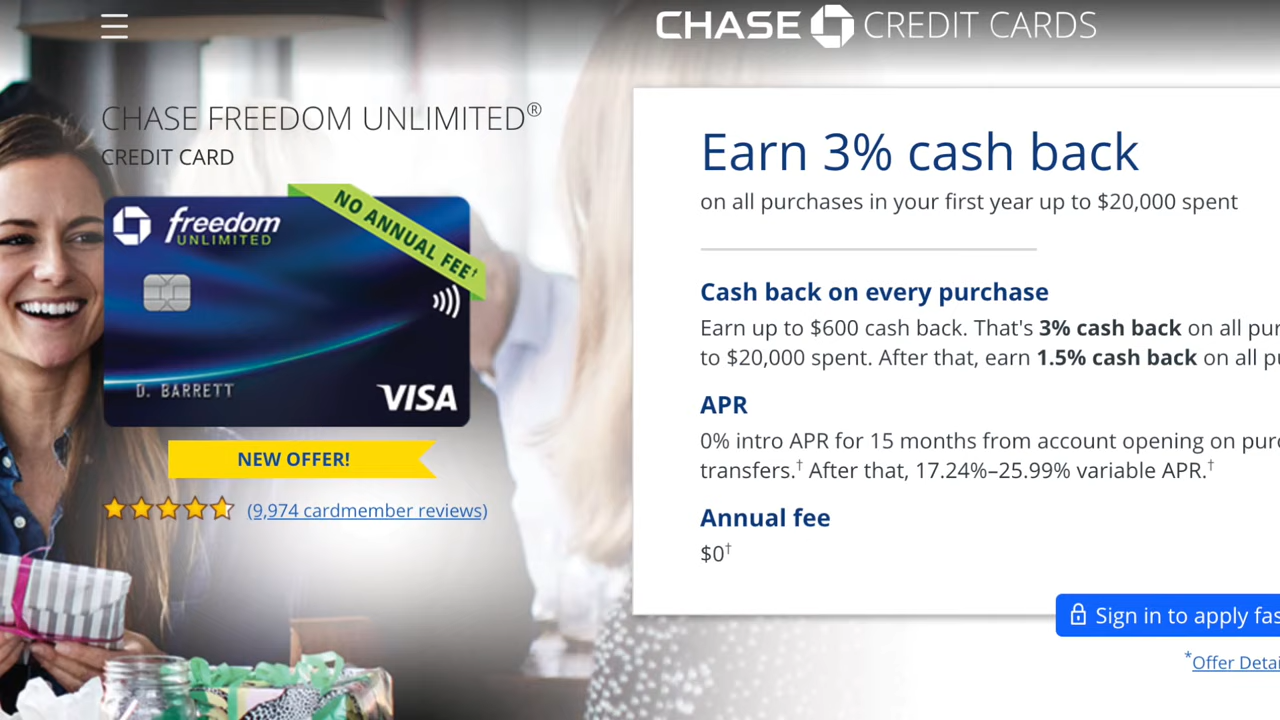 CHASE CREDIT CARDS
CHASE FREEDOM UNLIMITED®
CREDIT CARD
freedom
UNLIMITED
NO ANNUAL FEE†
D. BARRETT
VISA
NEW OFFER!
(9,974 cardmember reviews)
Earn 3% cash back
on all purchases in your first year up to $20,000 spent
Cash back on every purchase
Earn up to $600 cash back. That's 3% cash back on all
to $20,000 spent. After that, earn 1.5% cash back on all
APR
0% intro APR for 15 months from account opening on
transfers.† After that, 17.24%–25.99% variable APR.†
Annual fee
$0†
Sign in to apply
*Offer